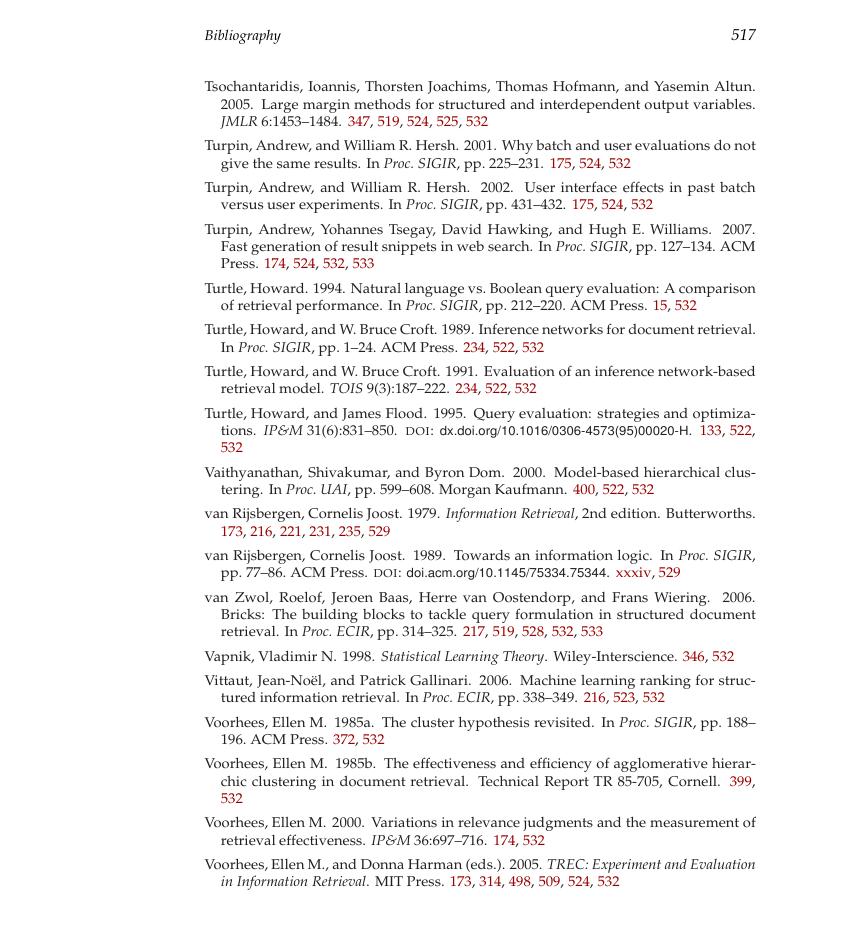 Bibliography 517
Tsochantaridis, Ioannis, Thorsten Joachims, Thomas Hofmann, and Yasemin Altun.
2005. Large margin methods for structured and interdependent output variables.
JMLR 6:1453–1484. 347, 519, 524, 525, 532
Turpin, Andrew, and William R. Hersh. 2001. Why batch and user evaluations do not
give the same results. In Proc. SIGIR, pp. 225–231. 175, 524, 532
Turpin, Andrew, and William R. Hersh. 2002. User interface effects in past batch
versus user experiments. In Proc. SIGIR, pp. 431–432. 175, 524, 532
Turpin, Andrew, Yohannes Tsegay, David Hawking, and Hugh E. Williams. 2007.
Fast generation of result snippets in web search. In Proc. SIGIR, pp. 127–134. ACM
Press. 174, 524, 532, 533
Turtle, Howard. 1994. Natural language vs. Boolean query evaluation: A comparison
of retrieval performance. In Proc. SIGIR, pp. 212–220. ACM Press. 15, 532
Turtle, Howard, and W. Bruce Croft. 1989. Inference networks for document retrieval.
In Proc. SIGIR, pp. 1–24. ACM Press. 234, 522, 532
Turtle, Howard, and W. Bruce Croft. 1991. Evaluation of an inference network-based
retrieval model. TOIS 9(3):187–222. 234, 522, 532
Turtle, Howard, and James Flood. 1995. Query evaluation: strategies and optimiza-
tions. IP&M 31(6):831–850. DOI: dx.doi.org/10.1016/0306-4573(95)00020-H. 133, 522,
532
Vaithyanathan, Shivakumar, and Byron Dom. 2000. Model-based hierarchical clus-
tering. In Proc. UAI, pp. 599–608. Morgan Kaufmann. 400, 522, 532
van Rijsbergen, Cornelis Joost. 1979. Information Retrieval, 2nd edition. Butterworths.
173, 216, 221, 231, 235, 529
van Rijsbergen, Cornelis Joost. 1989. Towards an information logic. In Proc. SIGIR,
pp. 77–86. ACM Press. DOI: doi.acm.org/10.1145/75334.75344. xxxiv, 529
van Zwol, Roelof, Jeroen Baas, Herre van Oostendorp, and Frans Wiering. 2006.
Bricks: The building blocks to tackle query formulation in structured document
retrieval. In Proc. ECIR, pp. 314–325. 217, 519, 528, 532, 533
Vapnik, Vladimir N. 1998. Statistical Learning Theory. Wiley-Interscience. 346, 532
Vittaut, Jean-Noël, and Patrick Gallinari. 2006. Machine learning ranking for struc-
tured information retrieval. In Proc. ECIR, pp. 338–349. 216, 523, 532
Voorhees, Ellen M. 1985a. The cluster hypothesis revisited. In Proc. SIGIR, pp. 188–
196. ACM Press. 372, 532
Voorhees, Ellen M. 1985b. The effectiveness and efficiency of agglomerative hierar-
chic clustering in document retrieval. Technical Report TR 85-705, Cornell. 399,
532
Voorhees, Ellen M. 2000. Variations in relevance judgments and the measurement of
retrieval effectiveness. IP&M 36:697–716. 174, 532
Voorhees, Ellen M., and Donna Harman (eds.). 2005. TREC: Experiment and Evaluation
in Information Retrieval. MIT Press. 173, 314, 498, 509, 524, 532